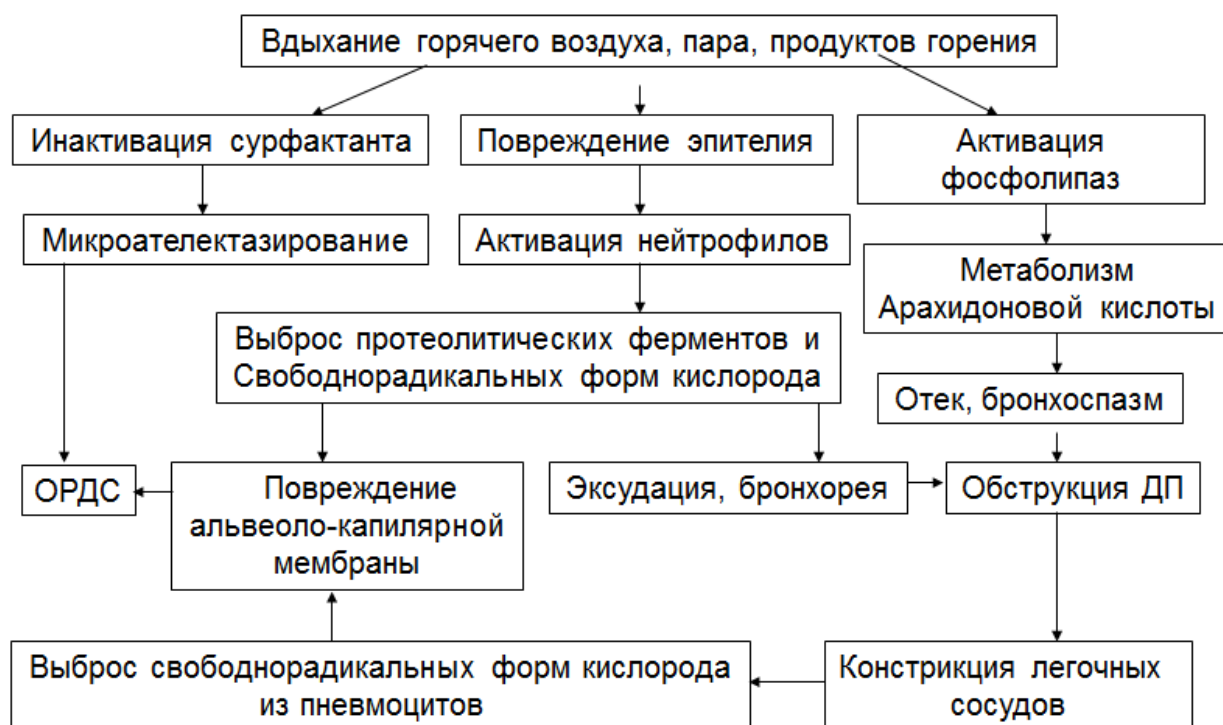 Вдыхание горячего воздуха, пара, продуктов горения
Инактивация сурфактанта
Повреждение эпителия
Активация
фосфолипаз
Микроателектазирование
Активация нейтрофилов
Метаболизм
Арахидоновой кислоты
Выброс протеолитических ферментов и
Свободнорадикальных форм кислорода
Отек, бронхоспазм
ОРДС
Повреждение
альвеоло-капилярной
мембраны
Эксудация, бронхорея
Обструкция ДП
Выброс свободнорадикальных форм кислорода
из пневмоцитов
Констрикция легочных
сосудов